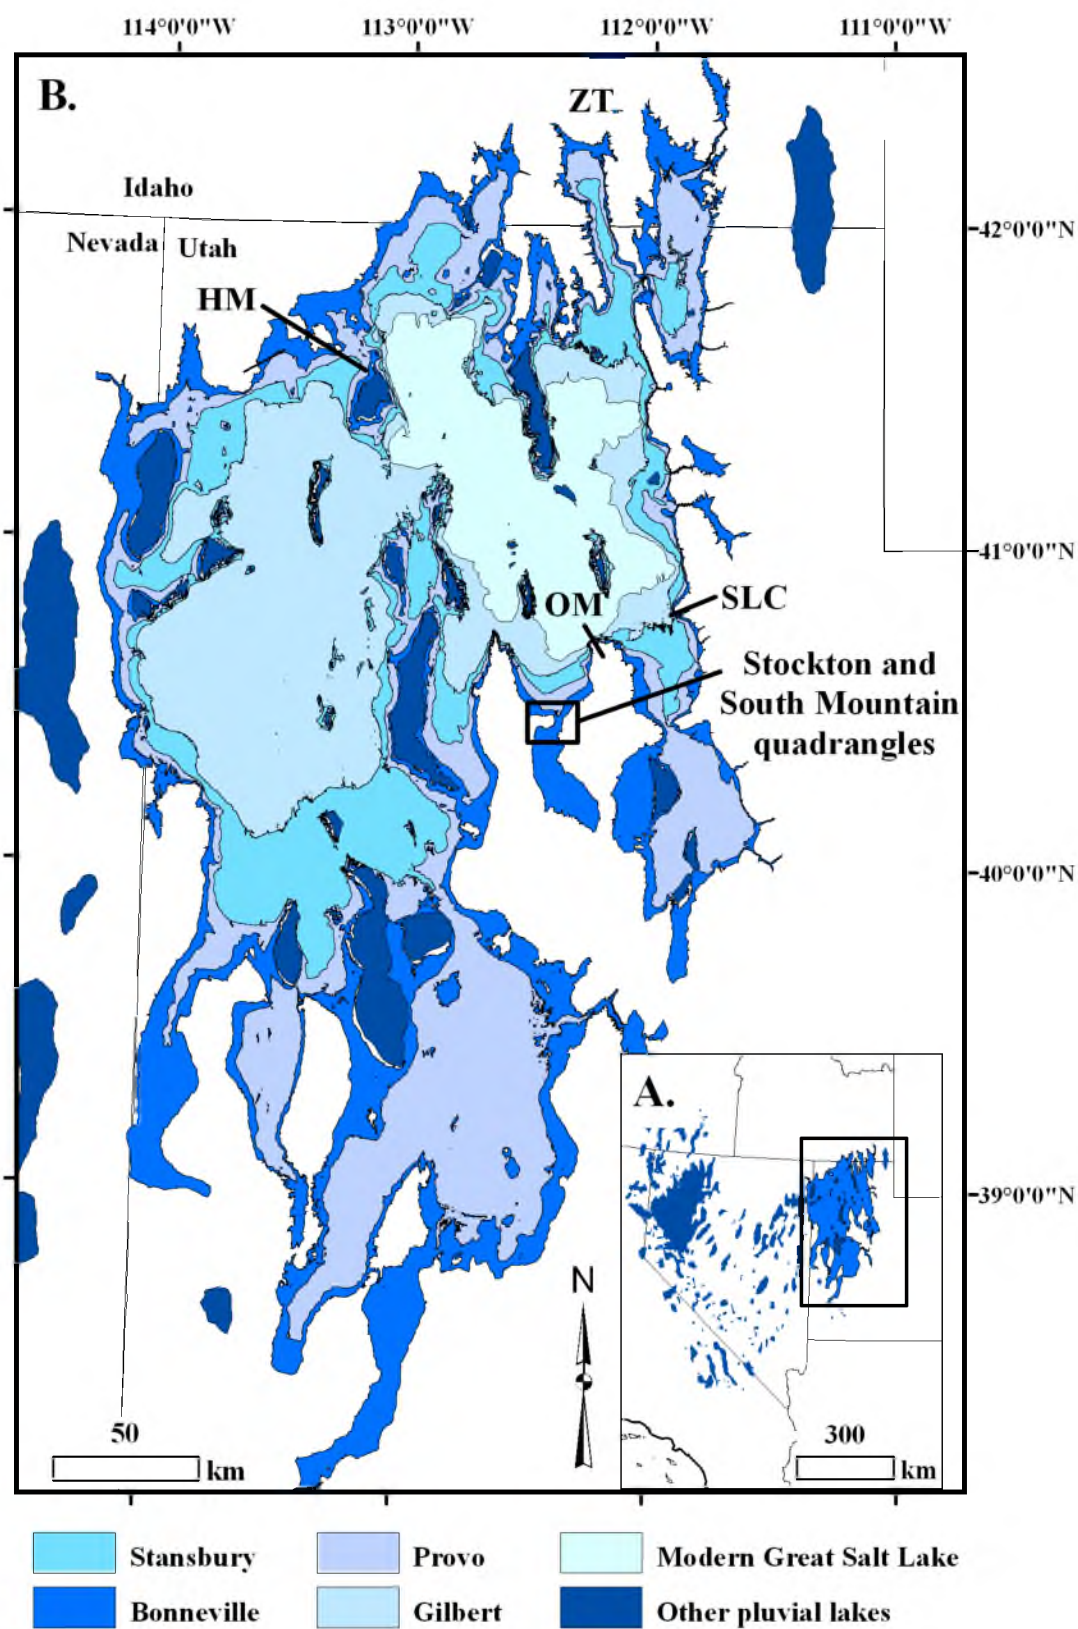 114°0'0"W 113°0'0"W 112°0'0"W 111°0'0"W
B.
ZT
Idaho
Nevada Utah
42°0'0"N
HM
41°0'0"N
OM
SLC
Stockton and
South Mountain
quadrangles
40°0'0"N
A.
39°0'0"N
N
50
km
300
km
Stansbury Provo Modern Great Salt Lake
Bonneville Gilbert Other pluvial lakes